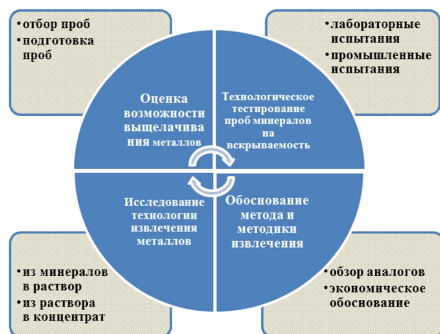 •отбор проб
•подготовка
проб
•лабораторные
испытания
•промышленные
испытания
Оценка
возможности
выщелачива
ния металлов
Технологическое
тестирование
проб минералов
на
вскрываемость
Исследование
технологии
извлечения
металлов
Обоснование
метода и
методики
извлечения
•из минералов
в раствор
•из раствора
в концентрат
•обзор аналогов
•экономическое
обоснование